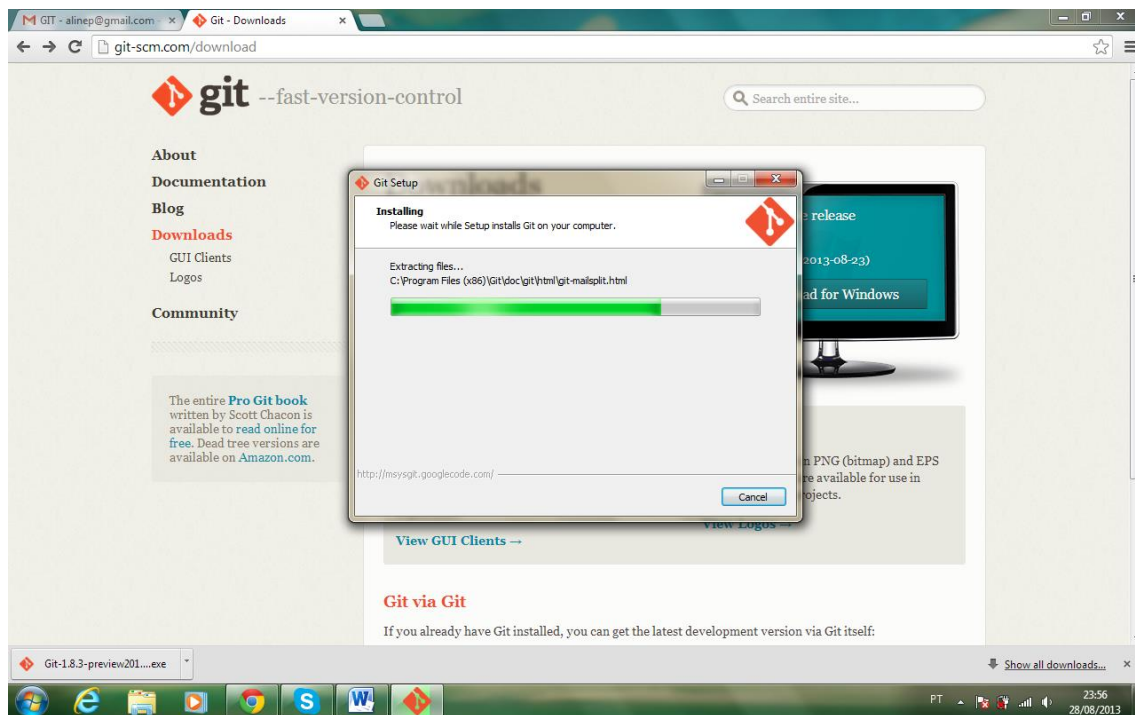 GIT - alinep@gmail.com -
Git - Downloads
git-scm.com/download
git --fast-version-control
Search entire site...
About
Documentation
Blog
Downloads
GUI Clients
Logos
Community
The entire Pro Git book
written by Scott Chacon is
available to read online for
free. Dead tree versions are
available on Amazon.com.
Downloads
release
2013-08-23)
ad for Windows
Git Setup
Installing
Please wait while Setup installs Git on your computer.
Extracting files...
C:\Program Files (x86)\Git\doc\git\html\git-mailsplit.html
http://msysgit.googlecode.com/
Cancel
n PNG (bitmap) and EPS
re available for use in
ojects.
View Logos →
View GUI Clients →
Git via Git
If you already have Git installed, you can get the latest development version via Git itself:
Git-1.8.3-preview201....exe
Show all downloads...
PT
23:56
28/08/2013